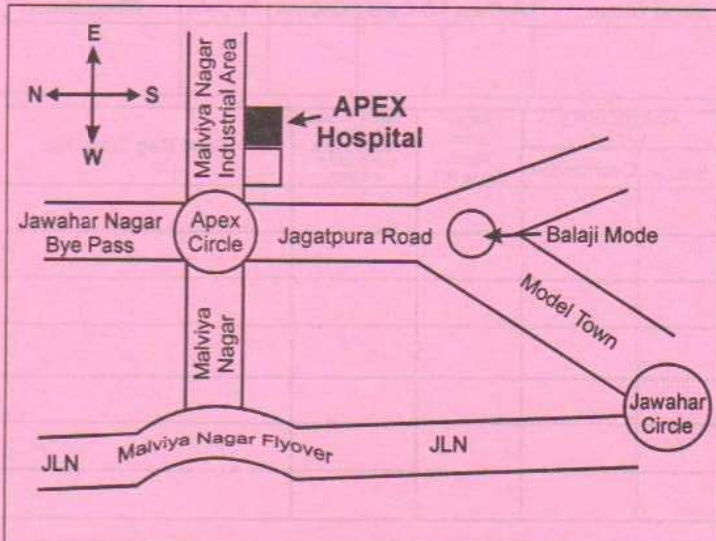 E
N
S
W
Malviya Nagar
Industrial Area
APEX
Hospital
Jawahar Nagar
Bye Pass
Apex
Circle
Jagatpura Road
Balaji Mode
Model Town
Malviya
Nagar
Jawahar
Circle
JLN
Malviya Nagar Flyover
JLN